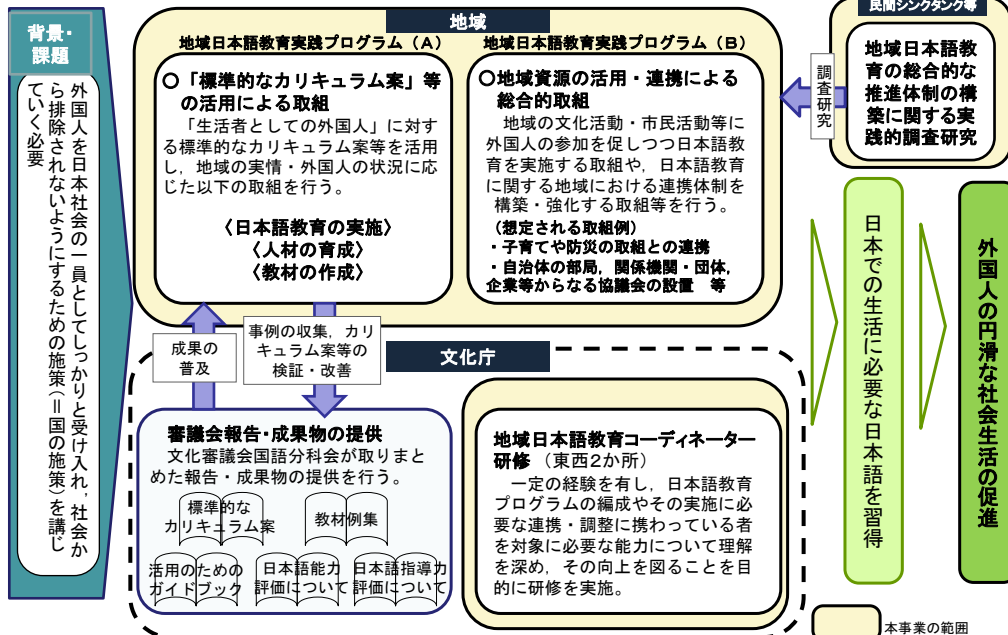 背景・
課題
外国人を日本社会の一員としてしっかりと受け入れ，社会か
ら排除されないようにするための施策（＝国の施策）を講じ
ていく必要
地域
地域日本語教育実践プログラム（A）
○「標準的なカリキュラム案」等
の活用による取組
「生活者としての外国人」に対す
る標準的なカリキュラム案等を活用
し，地域の実情・外国人の状況に応
じた以下の取組を行う。
〈日本語教育の実施〉
〈人材の育成〉
〈教材の作成〉
地域日本語教育実践プログラム（B）
○地域資源の活用・連携による
総合的取組
地域の文化活動・市民活動等に
外国人の参加を促しつつ日本語教
育を実施する取組や，日本語教育
に関する地域における連携体制を
構築・強化する取組等を行う。
（想定される取組例）
・子育てや防災の取組との連携
・自治体の部局，関係機関・団体，
企業等からなる協議会の設置　等
民間シンクタンク等
地域日本語教
育の総合的な
推進体制の構
築に関する実
践的調査研究
調査研究
成果の
普及
事例の収集，カリ
キュラム案等の
検証・改善
文化庁
審議会報告・成果物の提供
文化審議会国語分科会が取りまと
めた報告・成果物の提供を行う。
標準的な
カリキュラム案
教材例集
活用のための
ガイドブック
日本語能力
評価について
日本語指導力
評価について
地域日本語教育コーディネーター
研修（東西2か所）
一定の経験を有し，日本語教育
プログラムの編成やその実施に必
要な連携・調整に携わっている者
を対象に必要な能力について理解
を深め，その向上を図ることを目
的に研修を実施。
日本での生活に必要な日本語を習得
外国人の円滑な社会生活の促進
本事業の範囲